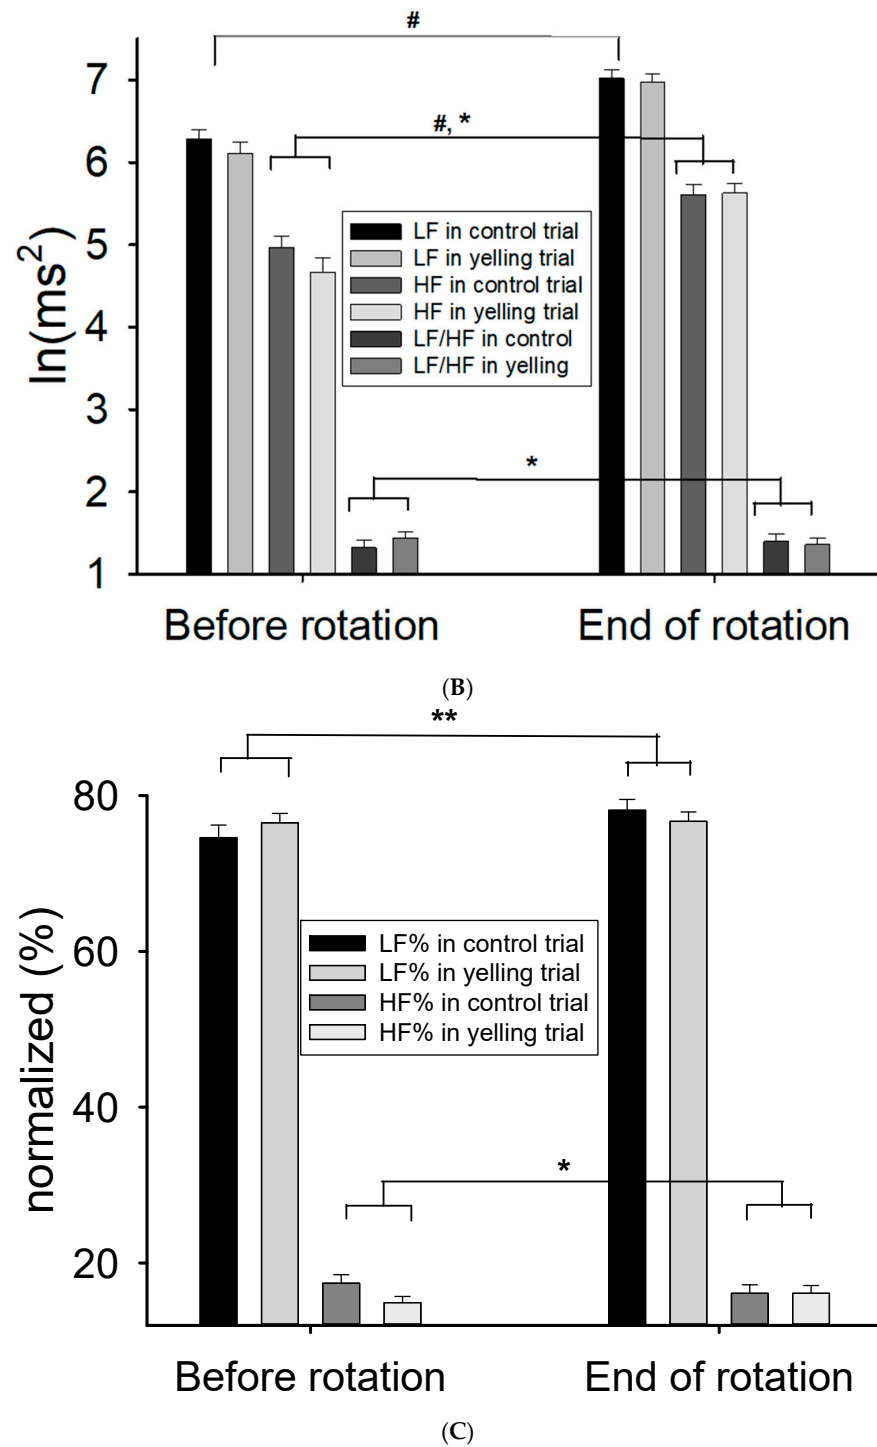 #
7
#, *
6
ln(ms²)
5
LF in control trial
LF in yelling trial
HF in control trial
HF in yelling trial
LF/HF in control
LF/HF in yelling
4
3
*
2
1
Before rotation
End of rotation
(B)
**
80
normalized (%)
LF% in control trial
LF% in yelling trial
HF% in control trial
HF% in yelling trial
60
40
*
20
Before rotation
End of rotation
(C)